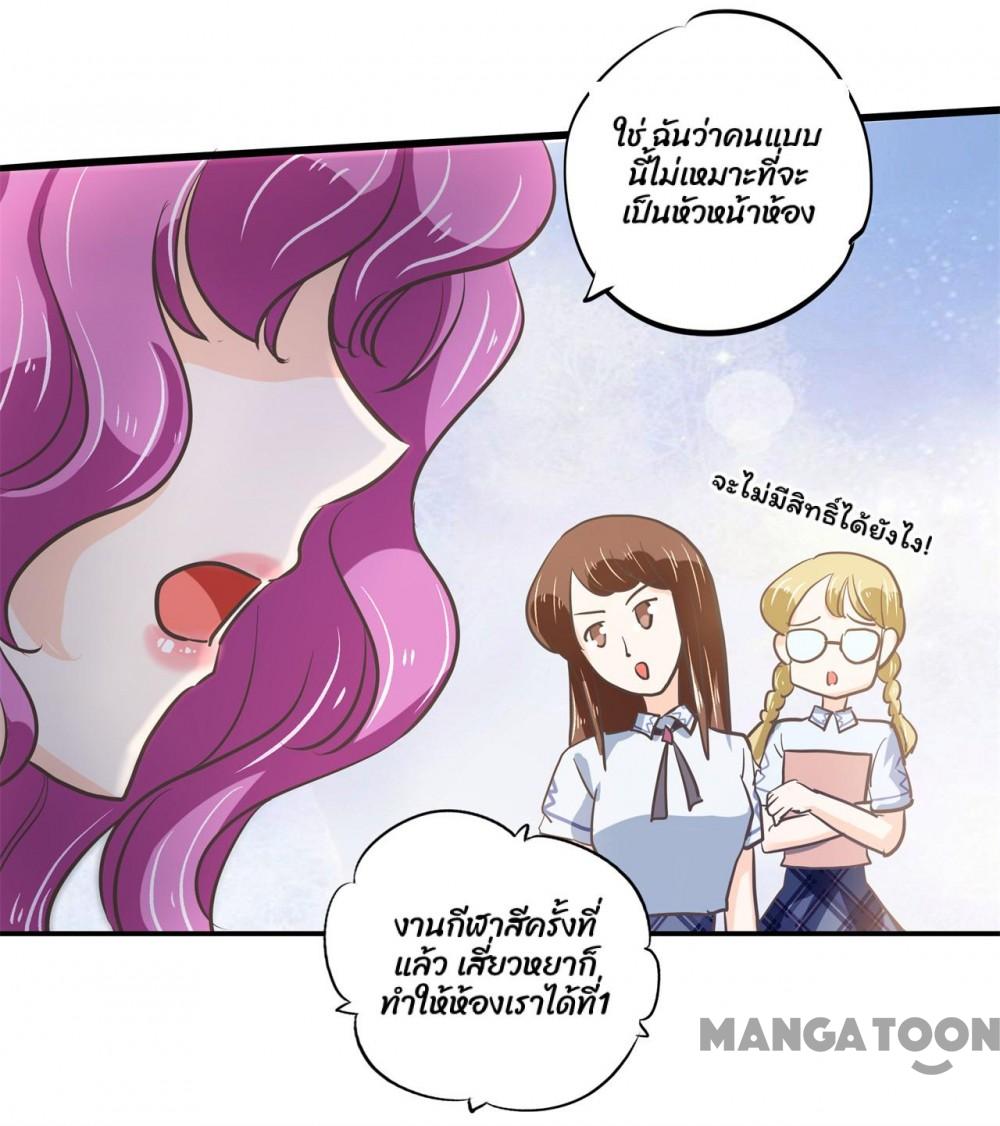 ใช่ ฉันว่าคนแบบ
นี้ไม่เหมาะที่จะ
เป็นหัวหน้าห้อง
จะไม่มีสิทธิ์ได้ยังไง!
งานกีฬาสีครั้งที่
แล้ว เสี่ยวหยาก็
ทำให้ห้องเราได้ที่1
MANGATOON